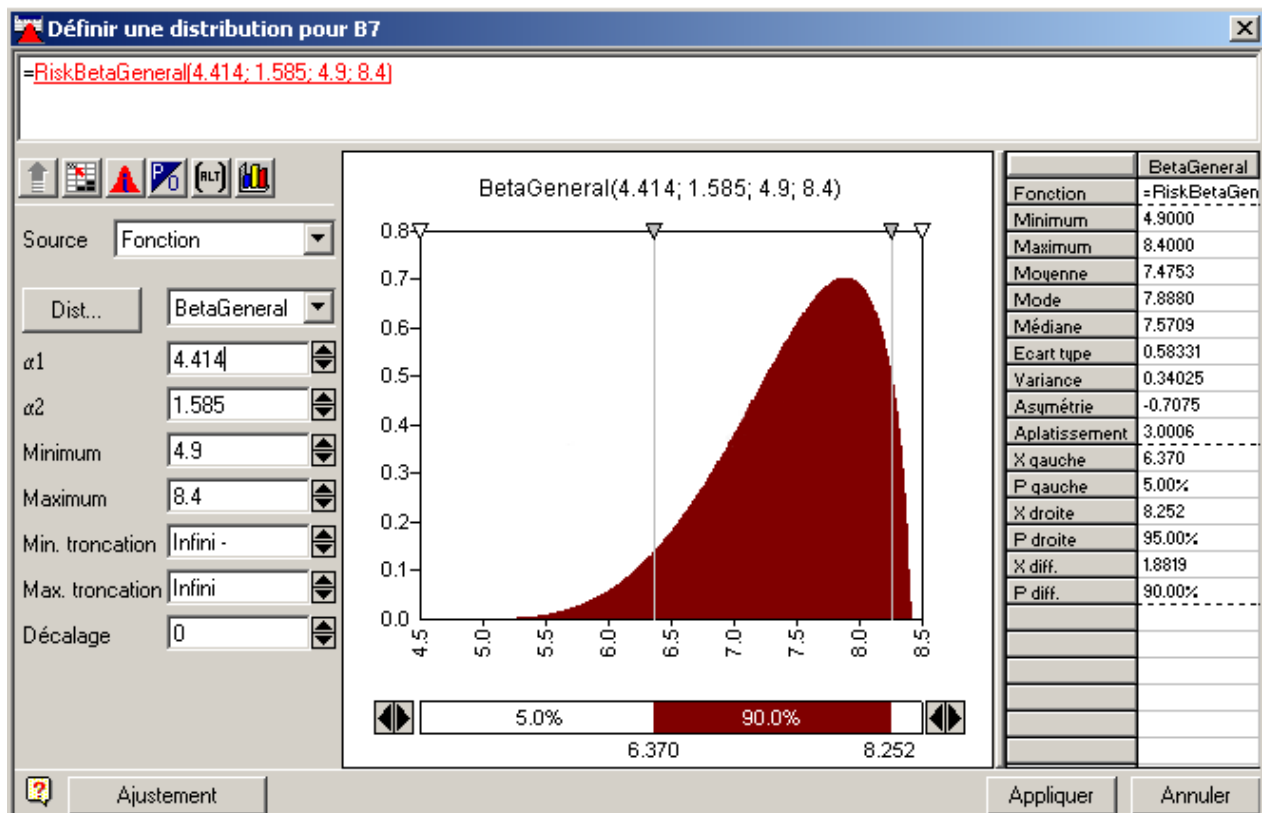 Définir une distribution pour B7
=RiskBetaGeneral(4.414; 1.585; 4.9; 8.4)
Source Fonction
Dist... BetaGeneral
α1 4.414
α2 1.585
Minimum 4.9
Maximum 8.4
Min. troncation Infini -
Max. troncation Infini
Décalage 0
BetaGeneral(4.414; 1.585; 4.9; 8.4)
0.8
0.7
0.6
0.5
0.4
0.3
0.2
0.1
0.0
4.5 5.0 5.5 6.0 6.5 7.0 7.5 8.0 8.5
5.0% 90.0%
6.370 8.252
BetaGeneral
Fonction =RiskBetaGen
Minimum 4.9000
Maximum 8.4000
Moyenne 7.4753
Mode 7.8880
Médiane 7.5709
Ecart type 0.58331
Variance 0.34025
Asymétrie -0.7075
Aplatissement 3.0006
X gauche 6.370
P gauche 5.00%
X droite 8.252
P droite 95.00%
X diff. 1.8819
P diff. 90.00%
? Ajustement Appliquer Annuler